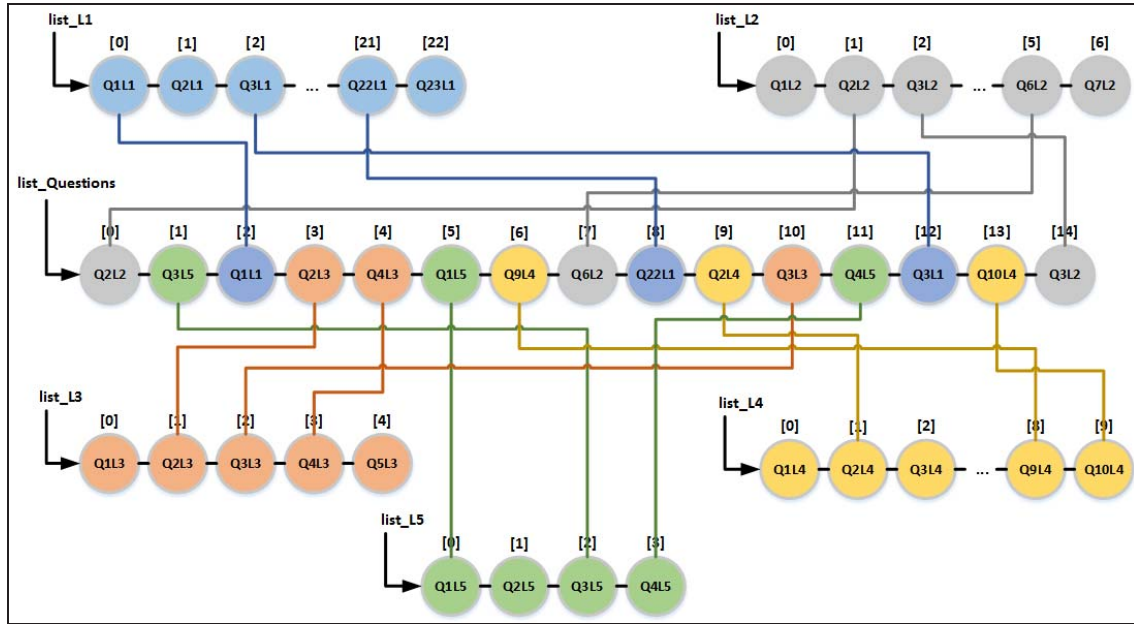 list_L1 list_L2
[0] [1] [2] [21] [22] [0] [1] [2] [5] [6]
Q1L1 Q2L1 Q3L1 ... Q22L1 Q23L1 Q1L2 Q2L2 Q3L2 ... Q6L2 Q7L2
list_Questions
[0] [1] [2] [3] [4] [5] [6] [7] [8] [9] [10] [11] [12] [13] [14]
Q2L2 Q3L5 Q1L1 Q2L3 Q4L3 Q1L5 Q9L4 Q6L2 Q22L1 Q2L4 Q3L3 Q4L5 Q3L1 Q10L4 Q3L2
list_L3 list_L4
[0] [1] [2] [3] [4] [0] [1] [2] [8] [9]
Q1L3 Q2L3 Q3L3 Q4L3 Q5L3 Q1L4 Q2L4 Q3L4 ... Q9L4 Q10L4
list_L5
[0] [1] [2] [3]
Q1L5 Q2L5 Q3L5 Q4L5